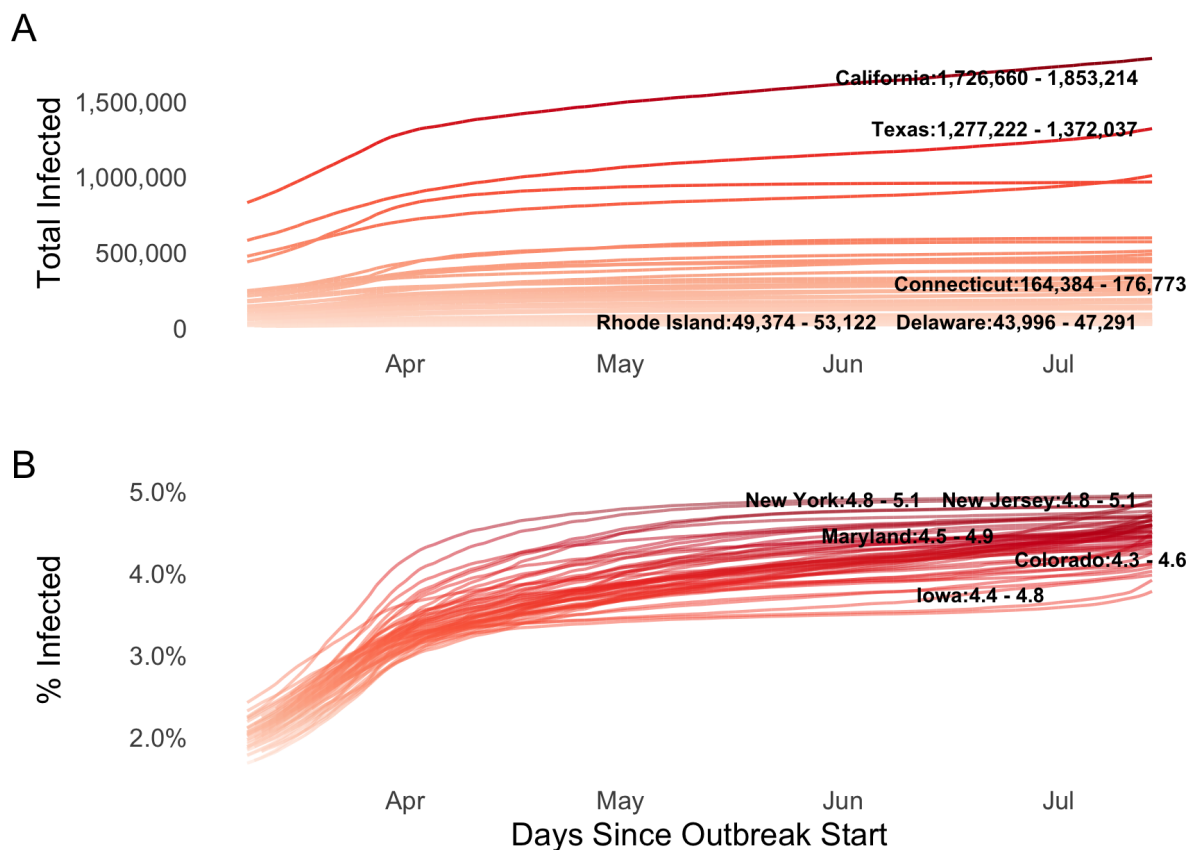 A
Total Infected
1,500,000
1,000,000
500,000
0
California:1,726,660 - 1,853,214
Texas:1,277,222 - 1,372,037
Connecticut:164,384 - 176,773
Rhode Island:49,374 - 53,122 Delaware:43,996 - 47,291
Apr May Jun Jul
B
% Infected
5.0%
4.0%
3.0%
2.0%
New York:4.8 - 5.1 New Jersey:4.8 - 5.1
Maryland:4.5 - 4.9
Colorado:4.3 - 4.6
Iowa:4.4 - 4.8
Apr May Jun Jul
Days Since Outbreak Start